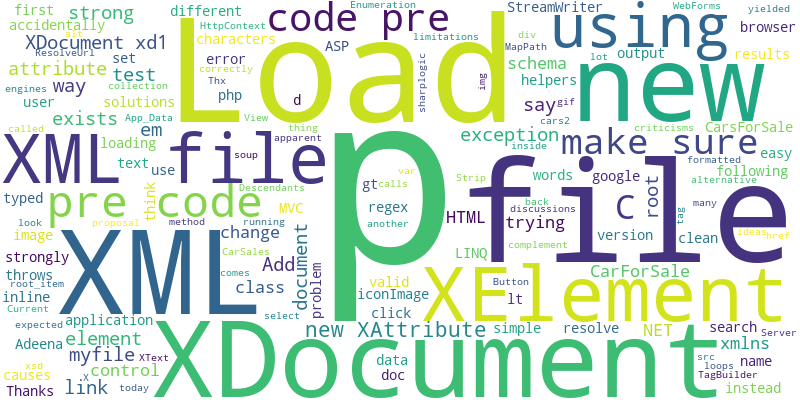 first
strong
different
Enumeration
StreamWriter
WebForms
yielded
accidentally
HttpContext
code pre
using
browser
XDocument xd1
ResolveUrl
alt
characters
ASP
limitations
div
MapPath
output
results
Load
new
attribute
set
error
correctly
schema
lot
engines
test
collection
Thx
php
d
sharplogic
img
helpers
user
way
solutions
say
gif
called
exists
em
App_Data
View
thing
exception
cars2
CarsForSale
criticisms
XML file
loading
apparent
make sure
inside
easy
text
use
soup
var
Strip
words
google
formatted
alternative
following
typed
think
Descendants
gt
calls
p
file
pre code
regex
back
C
root
tag
many
look
proposal
method
running
MVC
another
HTML
discussions
trying
version
clean
ideas
href
image
change
CarSales
document
LINQ
complement
strongly
XML
comes
Add
problem
valid
XElement
CarForSale
throws
root_item
class
iconImage
Button
lt
inline
Current
select
click
expected
application
new XAttribute
simple
resolve
NET
search
Server
Adeena
element
XDocument
xmlns
myfile
XText
data
src
loops
name
xsd
causes
control
doc
TagBuilder
Thanks
link
X
today
instead